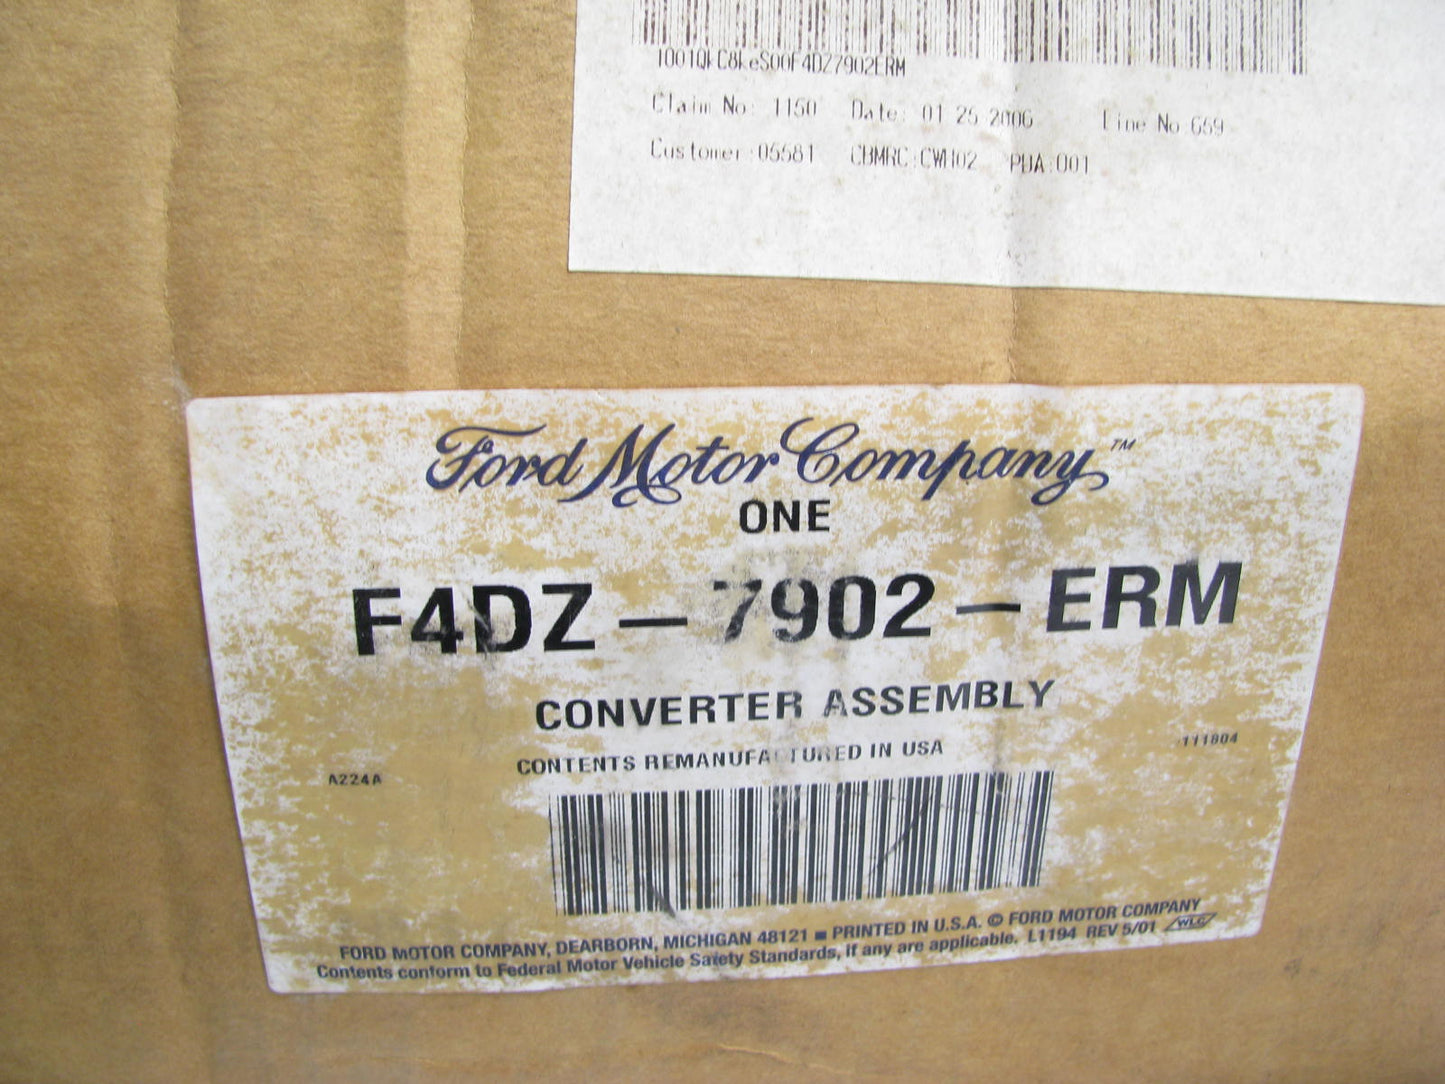 1001QkC8keS00F4DZ7902ERM
Claim No: 1150 Date: 01 25 2006 Line No 659
Customer:05581 CBMRC:CWH02 PDA:001
Ford Motor Company™
ONE
F4DZ-7902-ERM
CONVERTER ASSEMBLY
CONTENTS REMANUFACTURED IN USA
A224A
111804
FORD MOTOR COMPANY, DEARBORN, MICHIGAN 48121 ■ PRINTED IN U.S.A. © FORD MOTOR COMPANY
Contents conform to Federal Motor Vehicle Safety Standards, if any are applicable. L1194 REV 5/01 WLC